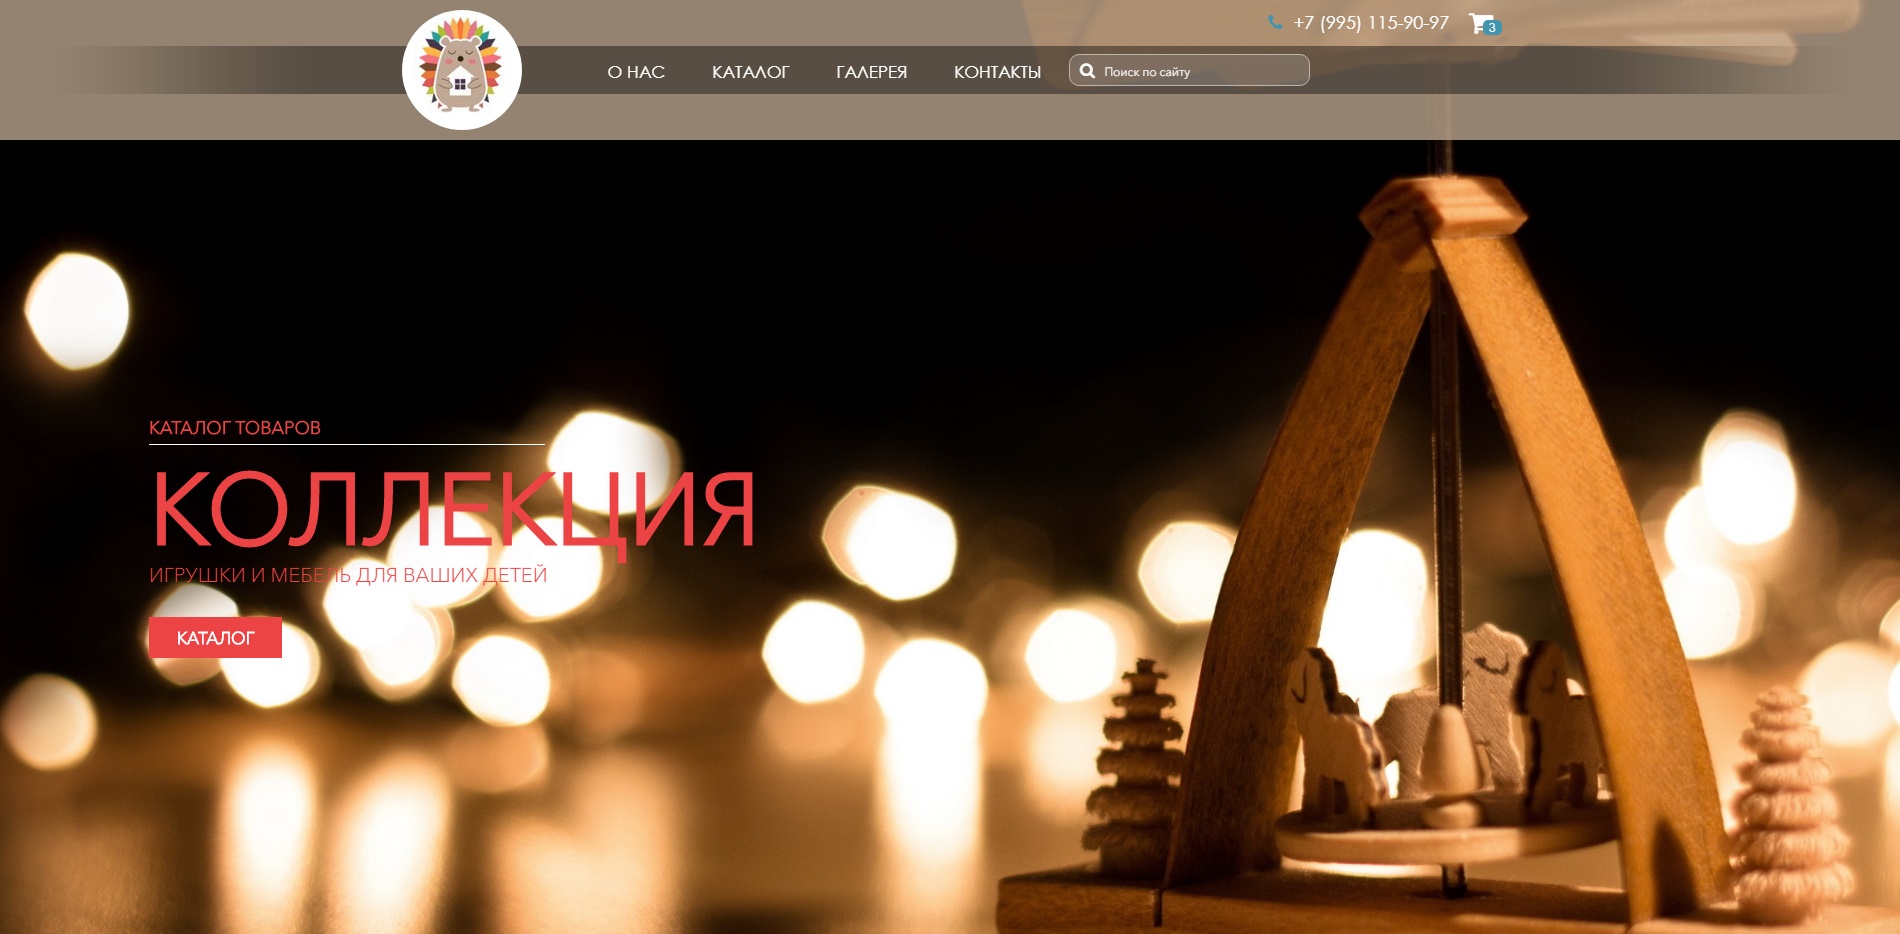 +7 (995) 115-90-97
3
О НАС
КАТАЛОГ
ГАЛЕРЕЯ
КОНТАКТЫ
Поиск по сайту
КАТАЛОГ ТОВАРОВ
КОЛЛЕКЦИЯ
ИГРУШКИ И МЕБЕЛЬ ДЛЯ ВАШИХ ДЕТЕЙ
КАТАЛОГ